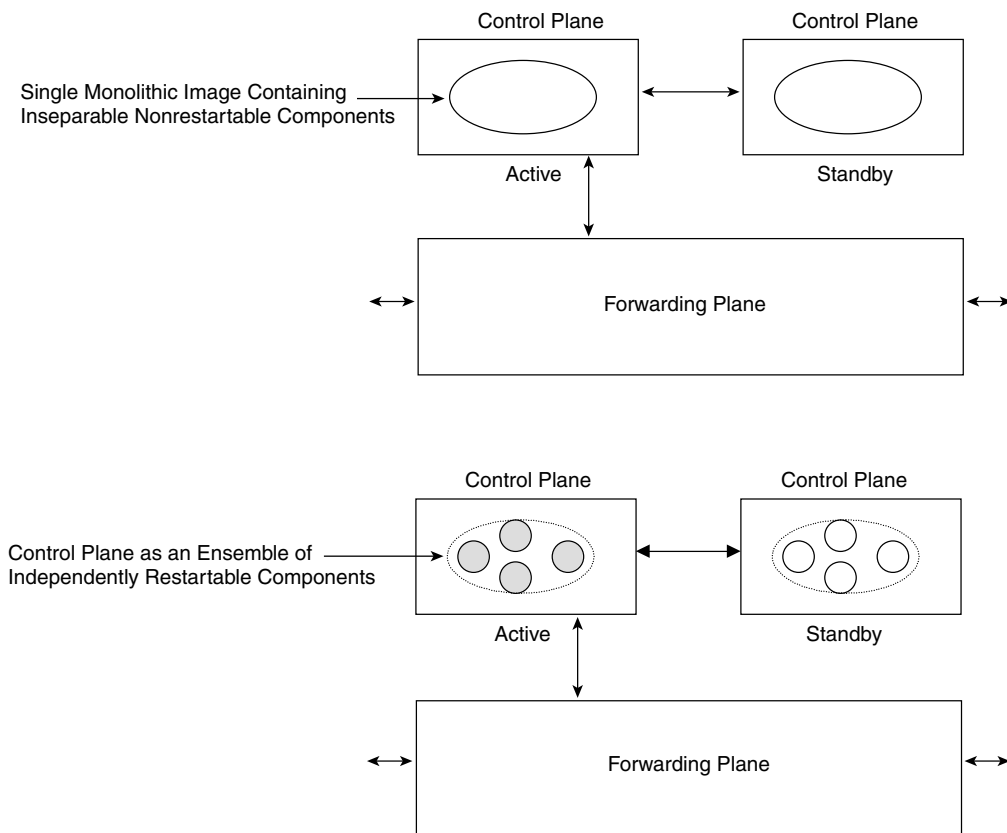 Control Plane
Control Plane
Single Monolithic Image Containing
Inseparable Nonrestartable Components
Active
Standby
Forwarding Plane
Control Plane
Control Plane
Control Plane as an Ensemble of
Independently Restartable Components
Active
Standby
Forwarding Plane